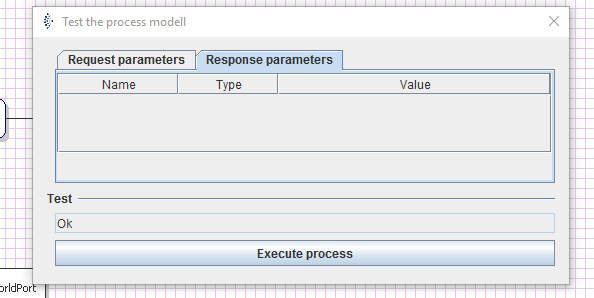 Test the process modell
Request parameters Response parameters
Name Type Value
Test
Ok
Execute process
orldPort